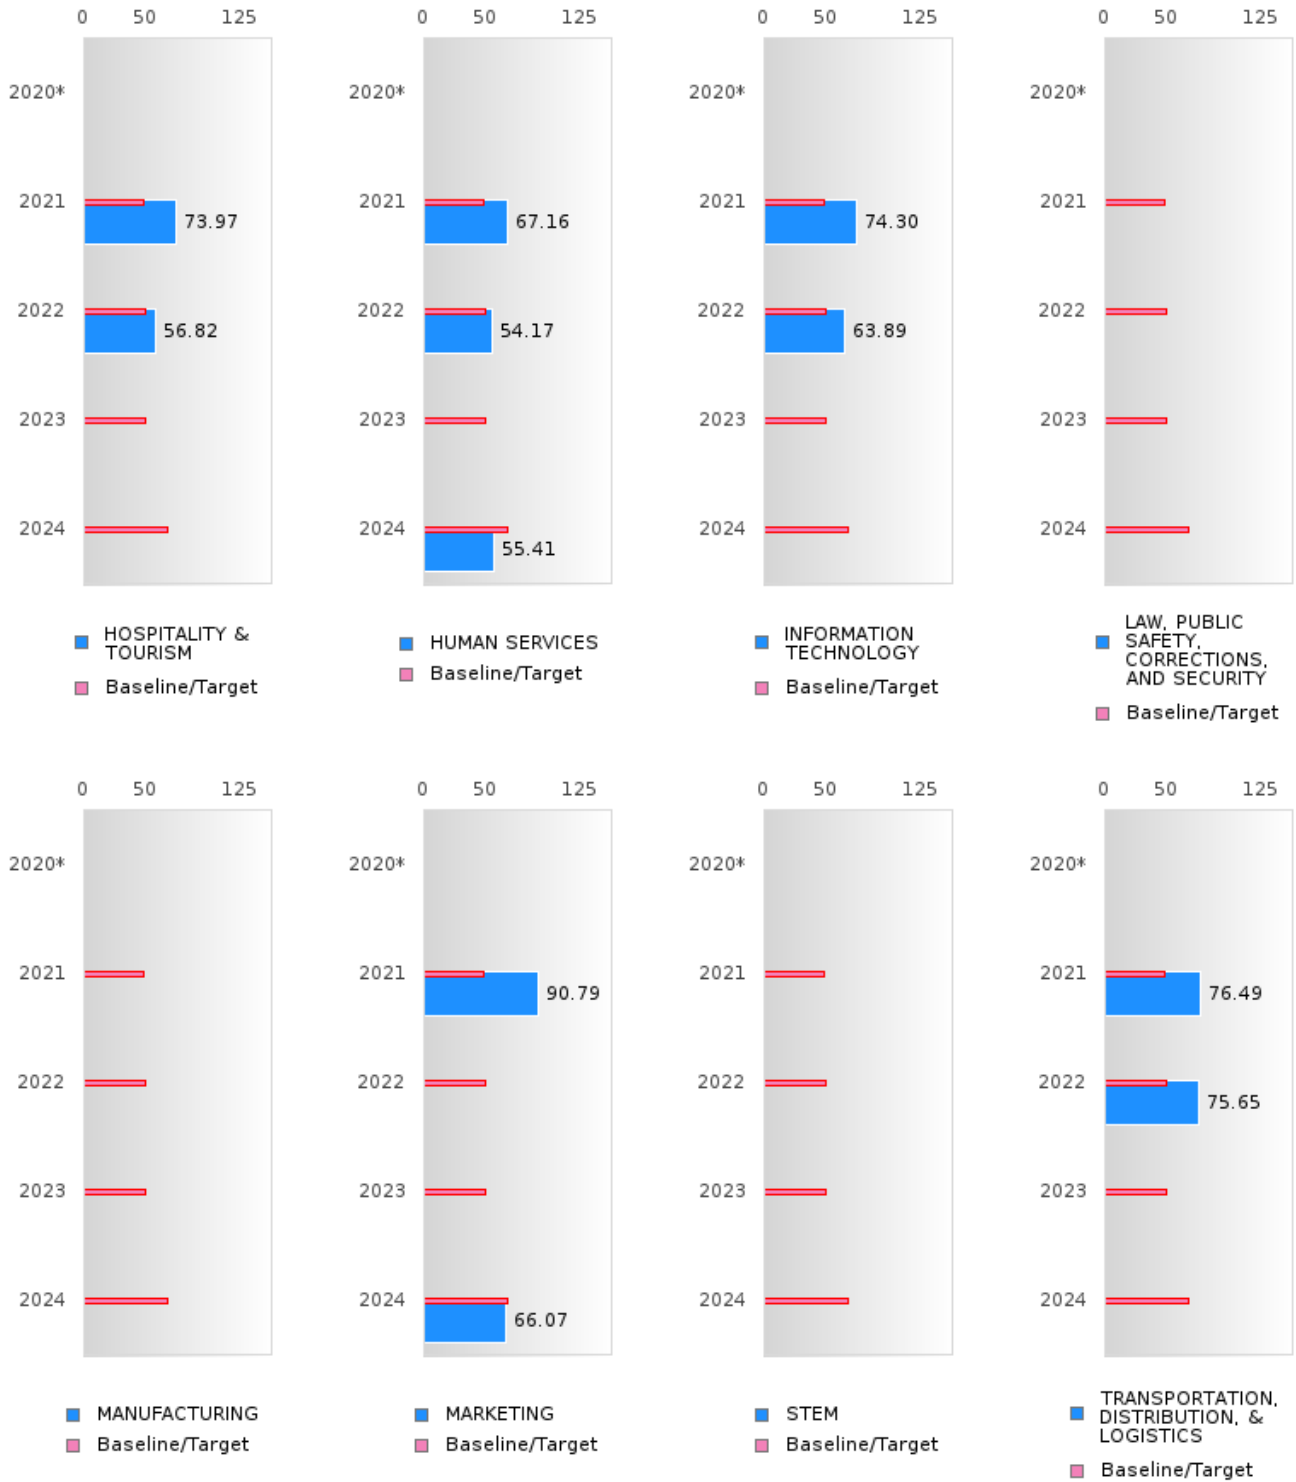 0 50 125
2020*
2021
73.97
2022
56.82
2023
2024
HOSPITALITY &
TOURISM
Baseline/Target
0 50 125
2020*
2021
67.16
2022
54.17
2023
2024
55.41
HUMAN SERVICES
Baseline/Target
0 50 125
2020*
2021
74.30
2022
63.89
2023
2024
INFORMATION
TECHNOLOGY
Baseline/Target
0 50 125
2020*
2021
2022
2023
2024
LAW, PUBLIC
SAFETY,
CORRECTIONS,
AND SECURITY
Baseline/Target
0 50 125
2020*
2021
2022
2023
2024
MANUFACTURING
Baseline/Target
0 50 125
2020*
2021
90.79
2022
2023
2024
66.07
MARKETING
Baseline/Target
0 50 125
2020*
2021
2022
2023
2024
STEM
Baseline/Target
0 50 125
2020*
2021
76.49
2022
75.65
2023
2024
TRANSPORTATION,
DISTRIBUTION, &
LOGISTICS
Baseline/Target